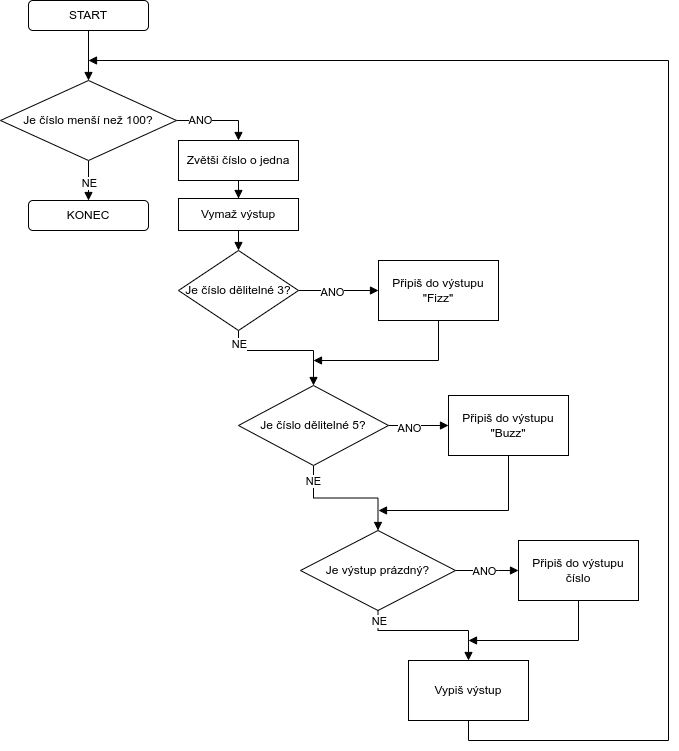 START
Je číslo menší než 100?
ANO
Zvětši číslo o jedna
NE
KONEC
Vymaž výstup
Je číslo dělitelné 3?
ANO
Připiš do výstupu
"Fizz"
NE
Je číslo dělitelné 5?
ANO
Připiš do výstupu
"Buzz"
NE
Je výstup prázdný?
ANO
Připiš do výstupu
číslo
NE
Vypiš výstup